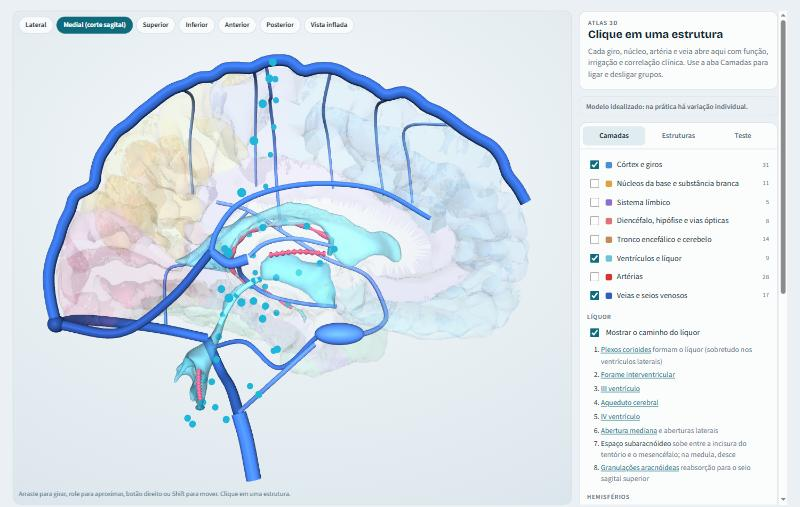 Lateral
Medial (corte sagital)
Superior
Inferior
Anterior
Posterior
Vista inflada
Arraste para girar, role para aproximar, botão direito ou Shift para mover. Clique em uma estrutura.
ATLAS 3D
Clique em uma estrutura
Cada giro, núcleo, artéria e veia abre aqui com função,
irrigação e correlação clínica. Use a aba Camadas para
ligar e desligar grupos.
Modelo idealizado: na prática há variação individual.
Camadas
Estruturas
Teste
Córtex e giros 31
Núcleos da base e substância branca 11
Sistema límbico 5
Diencéfalo, hipófise e vias ópticas 8
Tronco encefálico e cerebelo 14
Ventrículos e líquor 9
Artérias 28
Veias e seios venosos 17
LÍQUOR
Mostrar o caminho do líquor
1. Plexos corioides formam o líquor (sobretudo nos
ventrículos laterais)
2. Forame interventricular
3. III ventrículo
4. Aqueduto cerebral
5. IV ventrículo
6. Abertura mediana e aberturas laterais
7. Espaço subaracnóideo sobe entre a incisura do
tentório e o mesencéfalo; na medula, desce
8. Granulações aracnóideas reabsorção para o seio
sagital superior
HEMISFÉRIOS